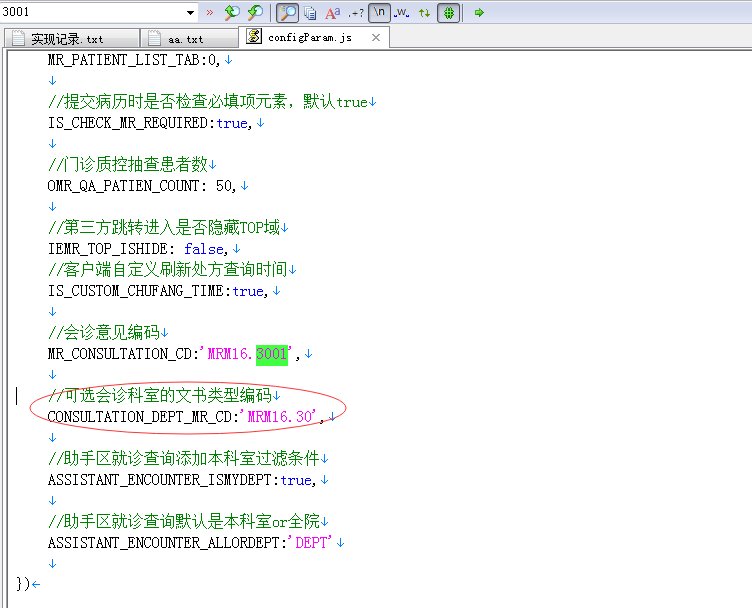 3001
实现记录.txt aa.txt configParam.js
MR_PATIENT_LIST_TAB:0,
//提交病历时是否检查必填项元素，默认true
IS_CHECK_MR_REQUIRED:true,
//门诊质控抽查患者数
OMR_QA_PATIEN_COUNT: 50,
//第三方跳转进入是否隐藏TOP域
IEMR_TOP_ISHIDE: false,
//客户端自定义刷新处方查询时间
IS_CUSTOM_CHUFANG_TIME:true,
//会诊意见编码
MR_CONSULTATION_CD:'MRM16.3001',
//可选会诊科室的文书类型编码
CONSULTATION_DEPT_MR_CD:'MRM16.30',
//助手区就诊查询添加本科室过滤条件
ASSISTANT_ENCOUNTER_ISMYDEPT:true,
//助手区就诊查询默认是本科室or全院
ASSISTANT_ENCOUNTER_ALLORDEPT:'DEPT'
})